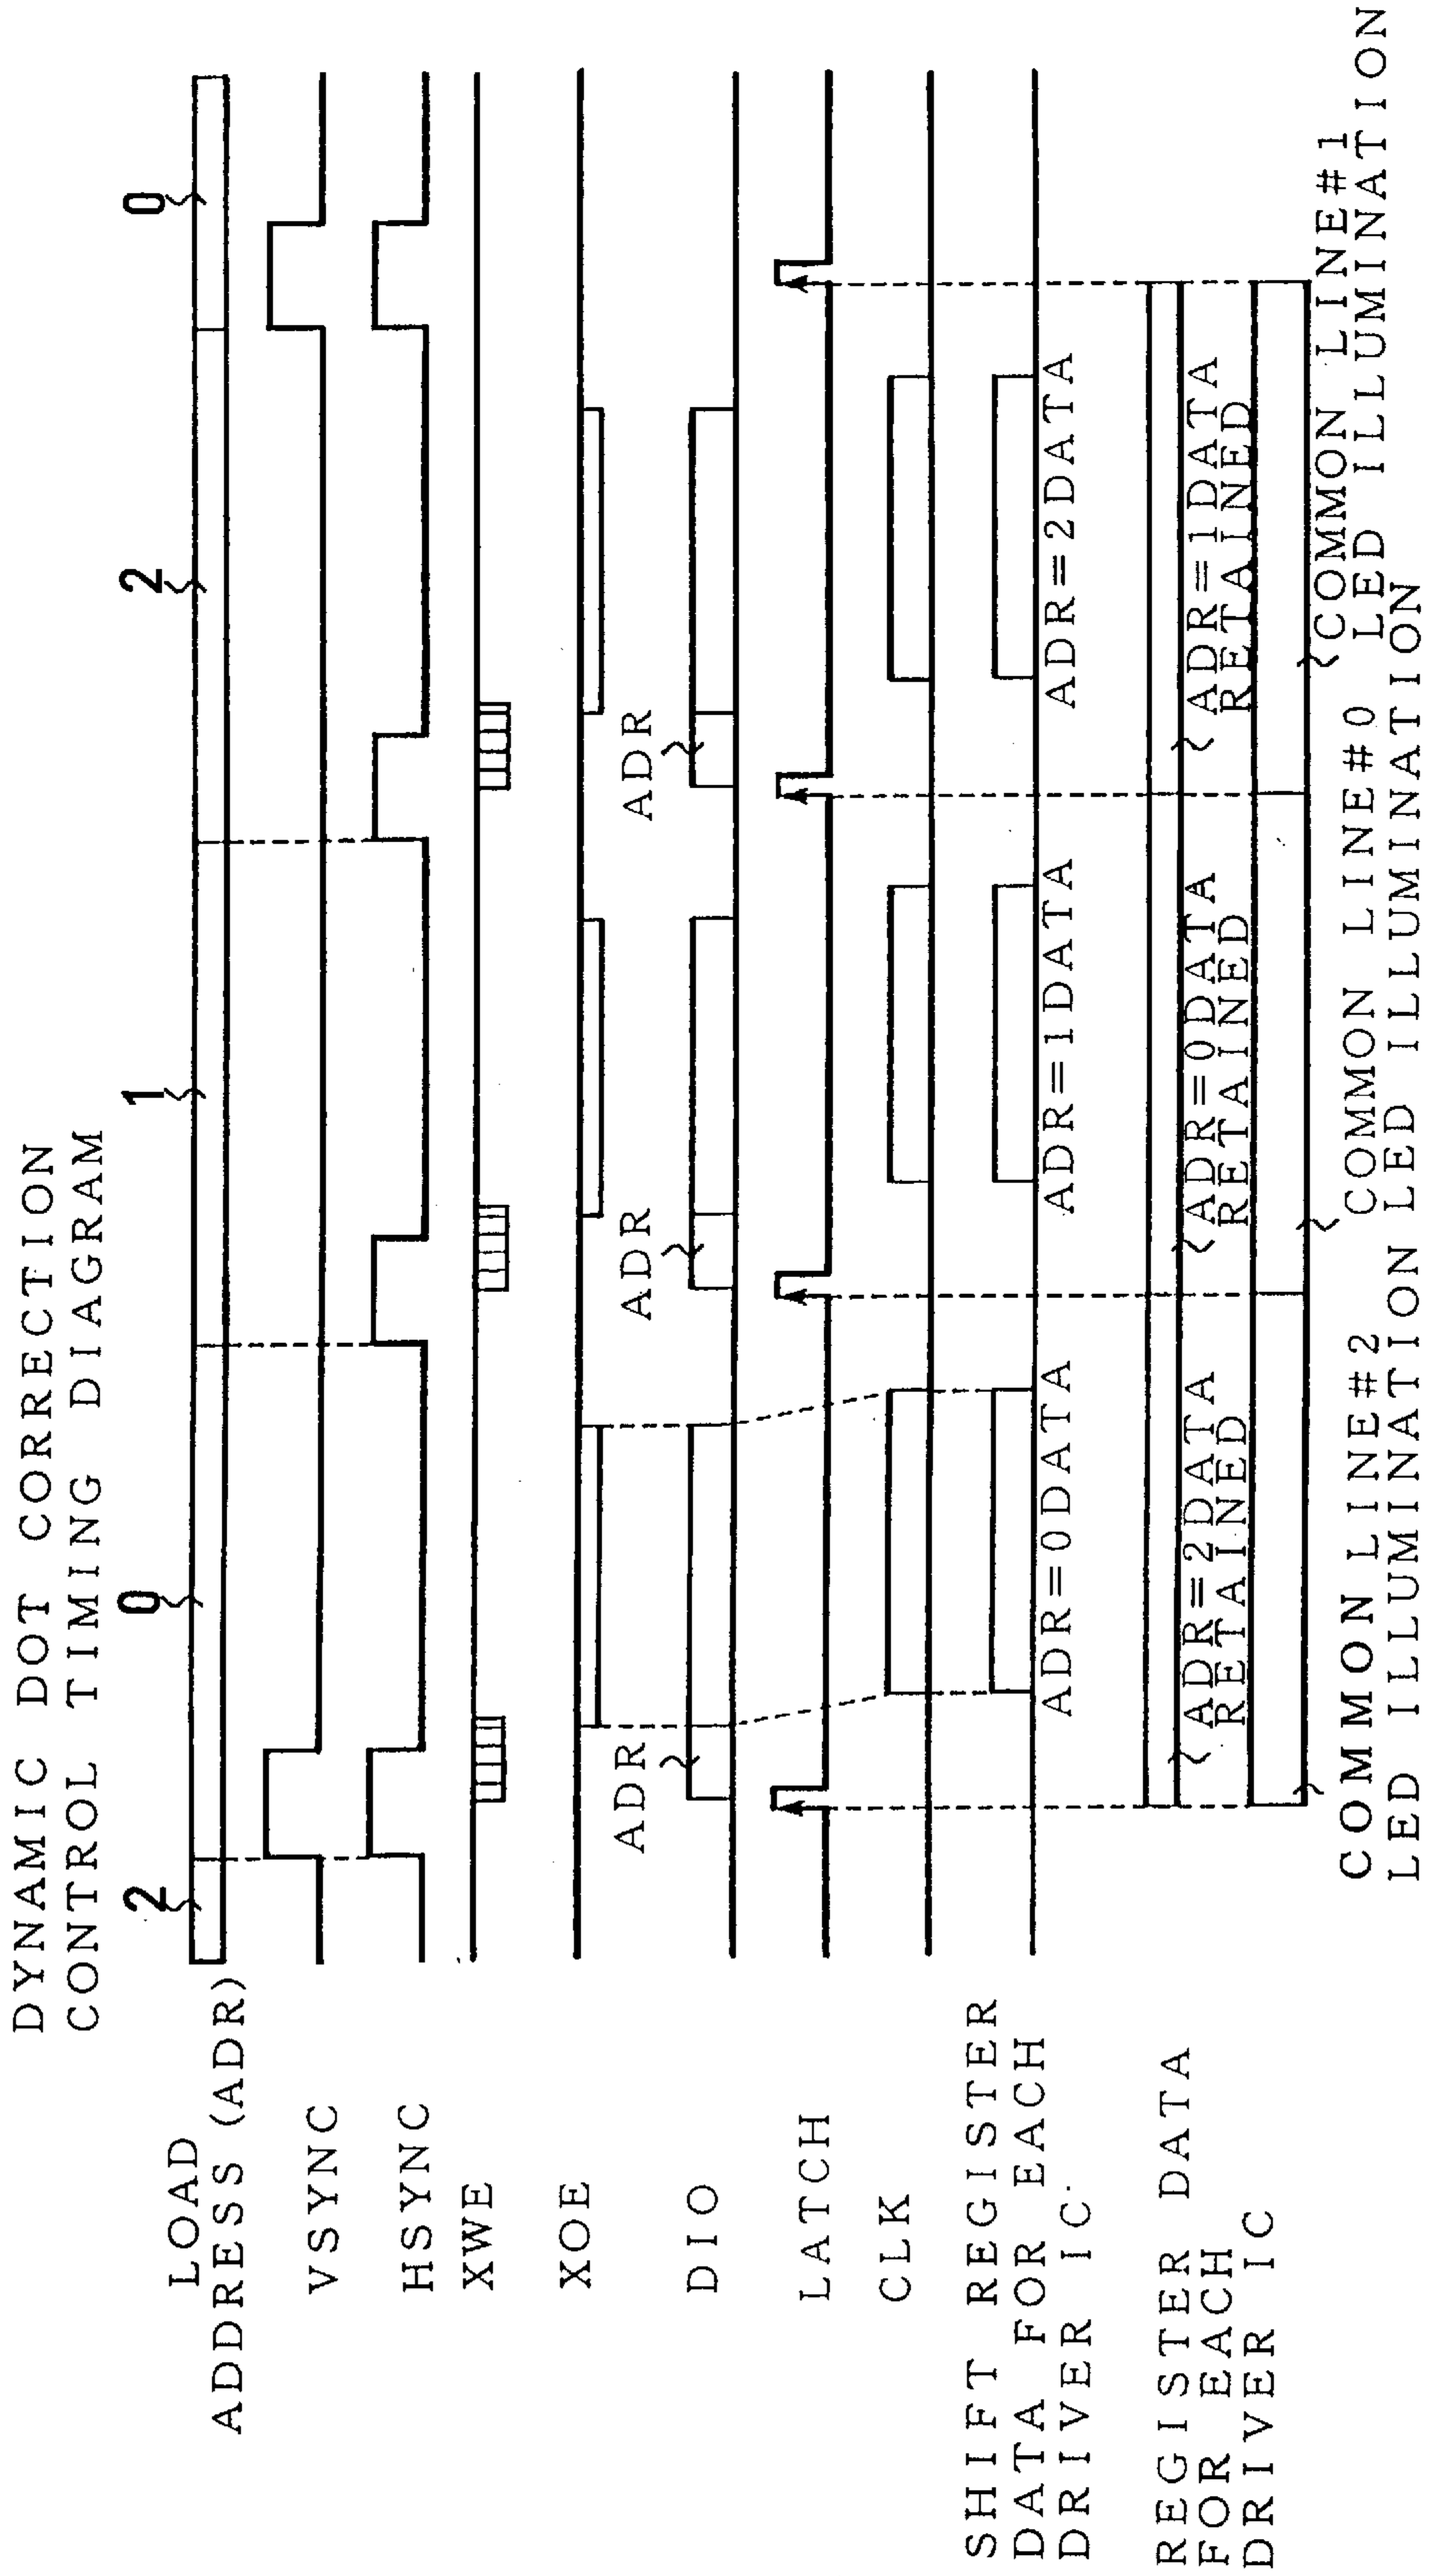 DYNAMIC DOT CORRECTION
CONTROL TIMING DIAGRAM
2
0
1
2
0
LOAD
ADDRESS (ADR)
VSYNC
HSYNC
XWE
XOE
ADR
ADR
ADR
DIO
LATCH
CLK
SHIFT REGISTER
DATA FOR EACH
DRIVER IC
ADR=0DATA
ADR=1DATA
ADR=2DATA
REGISTER DATA
FOR EACH
DRIVER IC
ADR=2DATA
RETAINED
ADR=0DATA
RETAINED
ADR=1DATA
RETAINED
COMMON LINE#2
LED ILLUMINATION
COMMON LINE#0
LED ILLUMINATION
COMMON LINE#1
LED ILLUMINATION